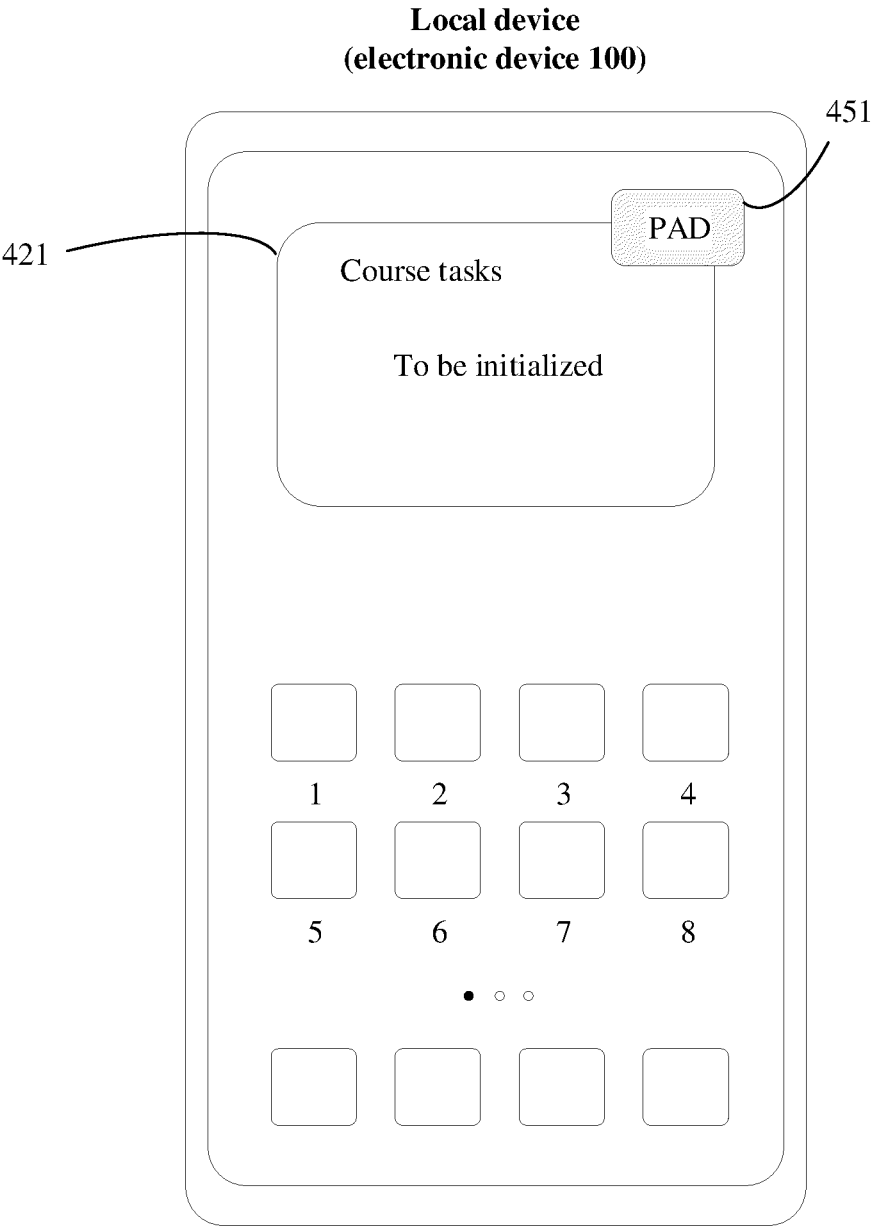 Local device
(electronic device 100)
451
PAD
421
Course tasks
To be initialized
1 2 3 4
5 6 7 8